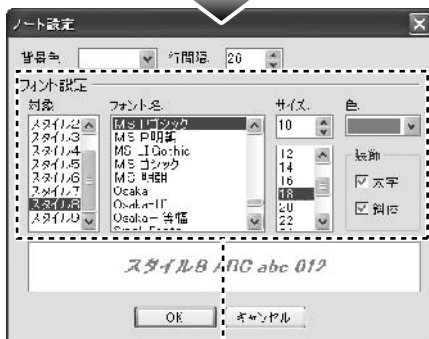 ノート設定
背景色
行間隔 20
フォント設定
対象
フォント名
サイズ
色
スタイル2
スタイル3
スタイル4
スタイル5
スタイル6
スタイル7
スタイル8
スタイル9
MS Pゴシック
MS P明朝
MS UI Gothic
MS ゴシック
MS 明朝
Osaka
Osaka-等幅
10
12
14
16
18
20
22
装飾
太字
斜体
スタイル8 ABC abc 012
OK
キャンセル